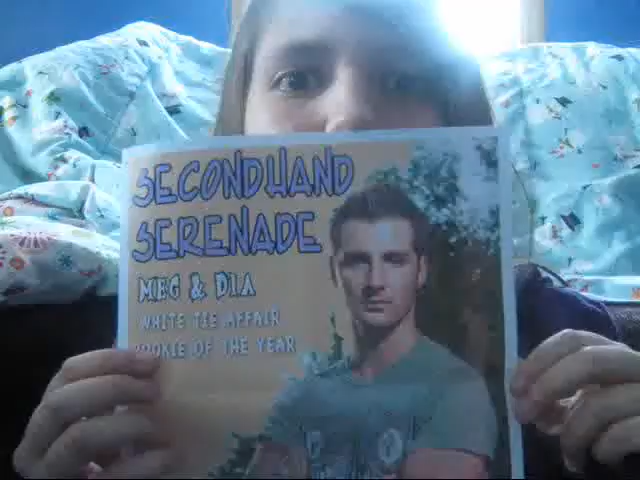 SECONDHAND
SERENADE
MEG & DIA
WHITE TIE AFFAIR
ROOKIE OF THE YEAR